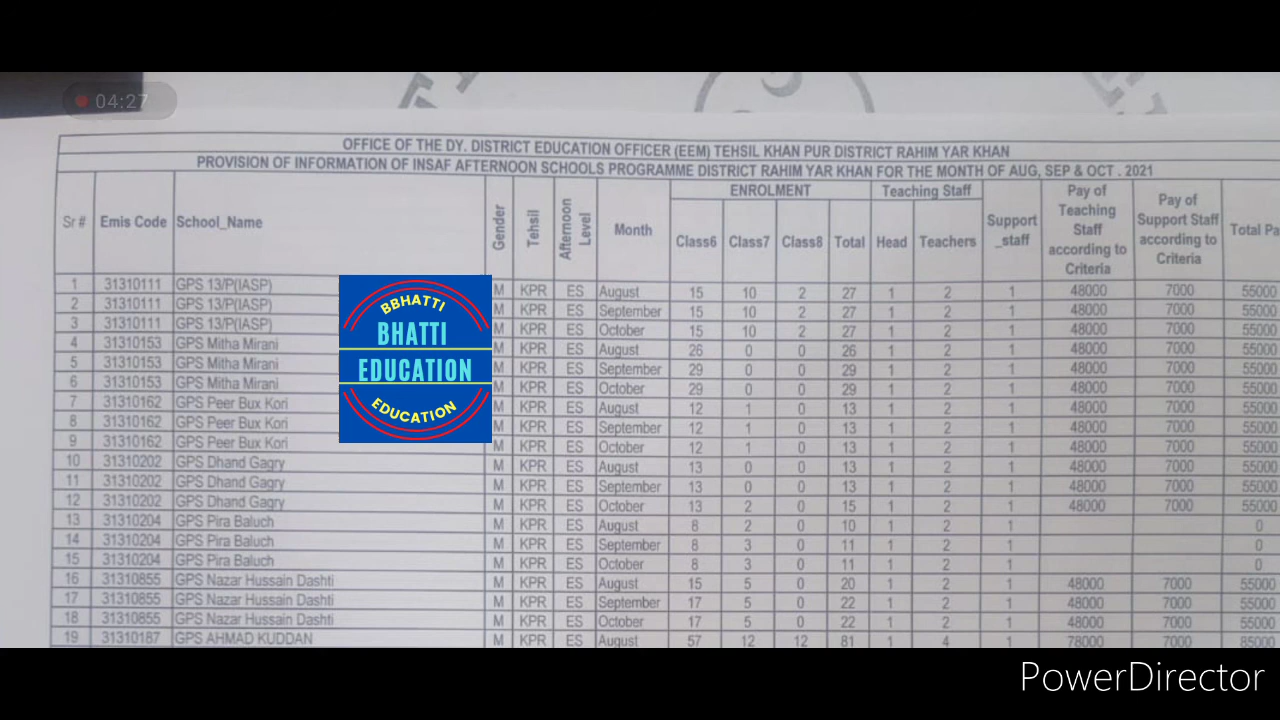 04:27
OFFICE OF THE DY. DISTRICT EDUCATION OFFICER (EEM) TEHSIL KHAN PUR DISTRICT RAHIM YAR KHAN
PROVISION OF INFORMATION OF INSAF AFTERNOON SCHOOLS PROGRAMME DISTRICT RAHIM YAR KHAN FOR THE MONTH OF AUG, SEP & OCT . 2021
Sr # Emis Code School_Name Gender Tehsil Afternoon Level Month ENROLMENT Class6 Class7 Class8 Total Teaching Staff Head Teachers Support _staff Pay of Teaching Staff according to Criteria Pay of Support Staff according to Criteria Total Pa
1 31310111 GPS 13/P(IASP) M KPR ES August 15 10 2 27 1 2 1 48000 7000 55000
2 31310111 GPS 13/P(IASP) M KPR ES September 15 10 2 27 1 2 1 48000 7000 55000
3 31310111 GPS 13/P(IASP) M KPR ES October 15 10 2 27 1 2 1 48000 7000 55000
4 31310153 GPS Mitha Mirani M KPR ES August 26 0 0 26 1 2 1 48000 7000 55000
5 31310153 GPS Mitha Mirani M KPR ES September 29 0 0 29 1 2 1 48000 7000 55000
6 31310153 GPS Mitha Mirani M KPR ES October 29 0 0 29 1 2 1 48000 7000 55000
7 31310162 GPS Peer Bux Kori M KPR ES August 12 1 0 13 1 2 1 48000 7000 55000
8 31310162 GPS Peer Bux Kori M KPR ES September 12 1 0 13 1 2 1 48000 7000 55000
9 31310162 GPS Peer Bux Kori M KPR ES October 12 1 0 13 1 2 1 48000 7000 55000
10 31310202 GPS Dhand Gagry M KPR ES August 13 0 0 13 1 2 1 48000 7000 55000
11 31310202 GPS Dhand Gagry M KPR ES September 13 0 0 13 1 2 1 48000 7000 55000
12 31310202 GPS Dhand Gagry M KPR ES October 13 2 0 15 1 2 1 48000 7000 55000
13 31310204 GPS Pira Baluch M KPR ES August 8 2 0 10 1 2 1 0
14 31310204 GPS Pira Baluch M KPR ES September 8 3 0 11 1 2 1 0
15 31310204 GPS Pira Baluch M KPR ES October 8 3 0 11 1 2 1 0
16 31310855 GPS Nazar Hussain Dashti M KPR ES August 15 5 0 20 1 2 1 48000 7000 55000
17 31310855 GPS Nazar Hussain Dashti M KPR ES September 17 5 0 22 1 2 1 48000 7000 55000
18 31310855 GPS Nazar Hussain Dashti M KPR ES October 17 5 0 22 1 2 1 48000 7000 55000
19 31310187 GPS AHMAD KUDDAN M KPR ES August 57 12 12 81 1 4 1 78000 7000 85000
BBHATTI
BHATTI
EDUCATION
EDUCATION
PowerDirector